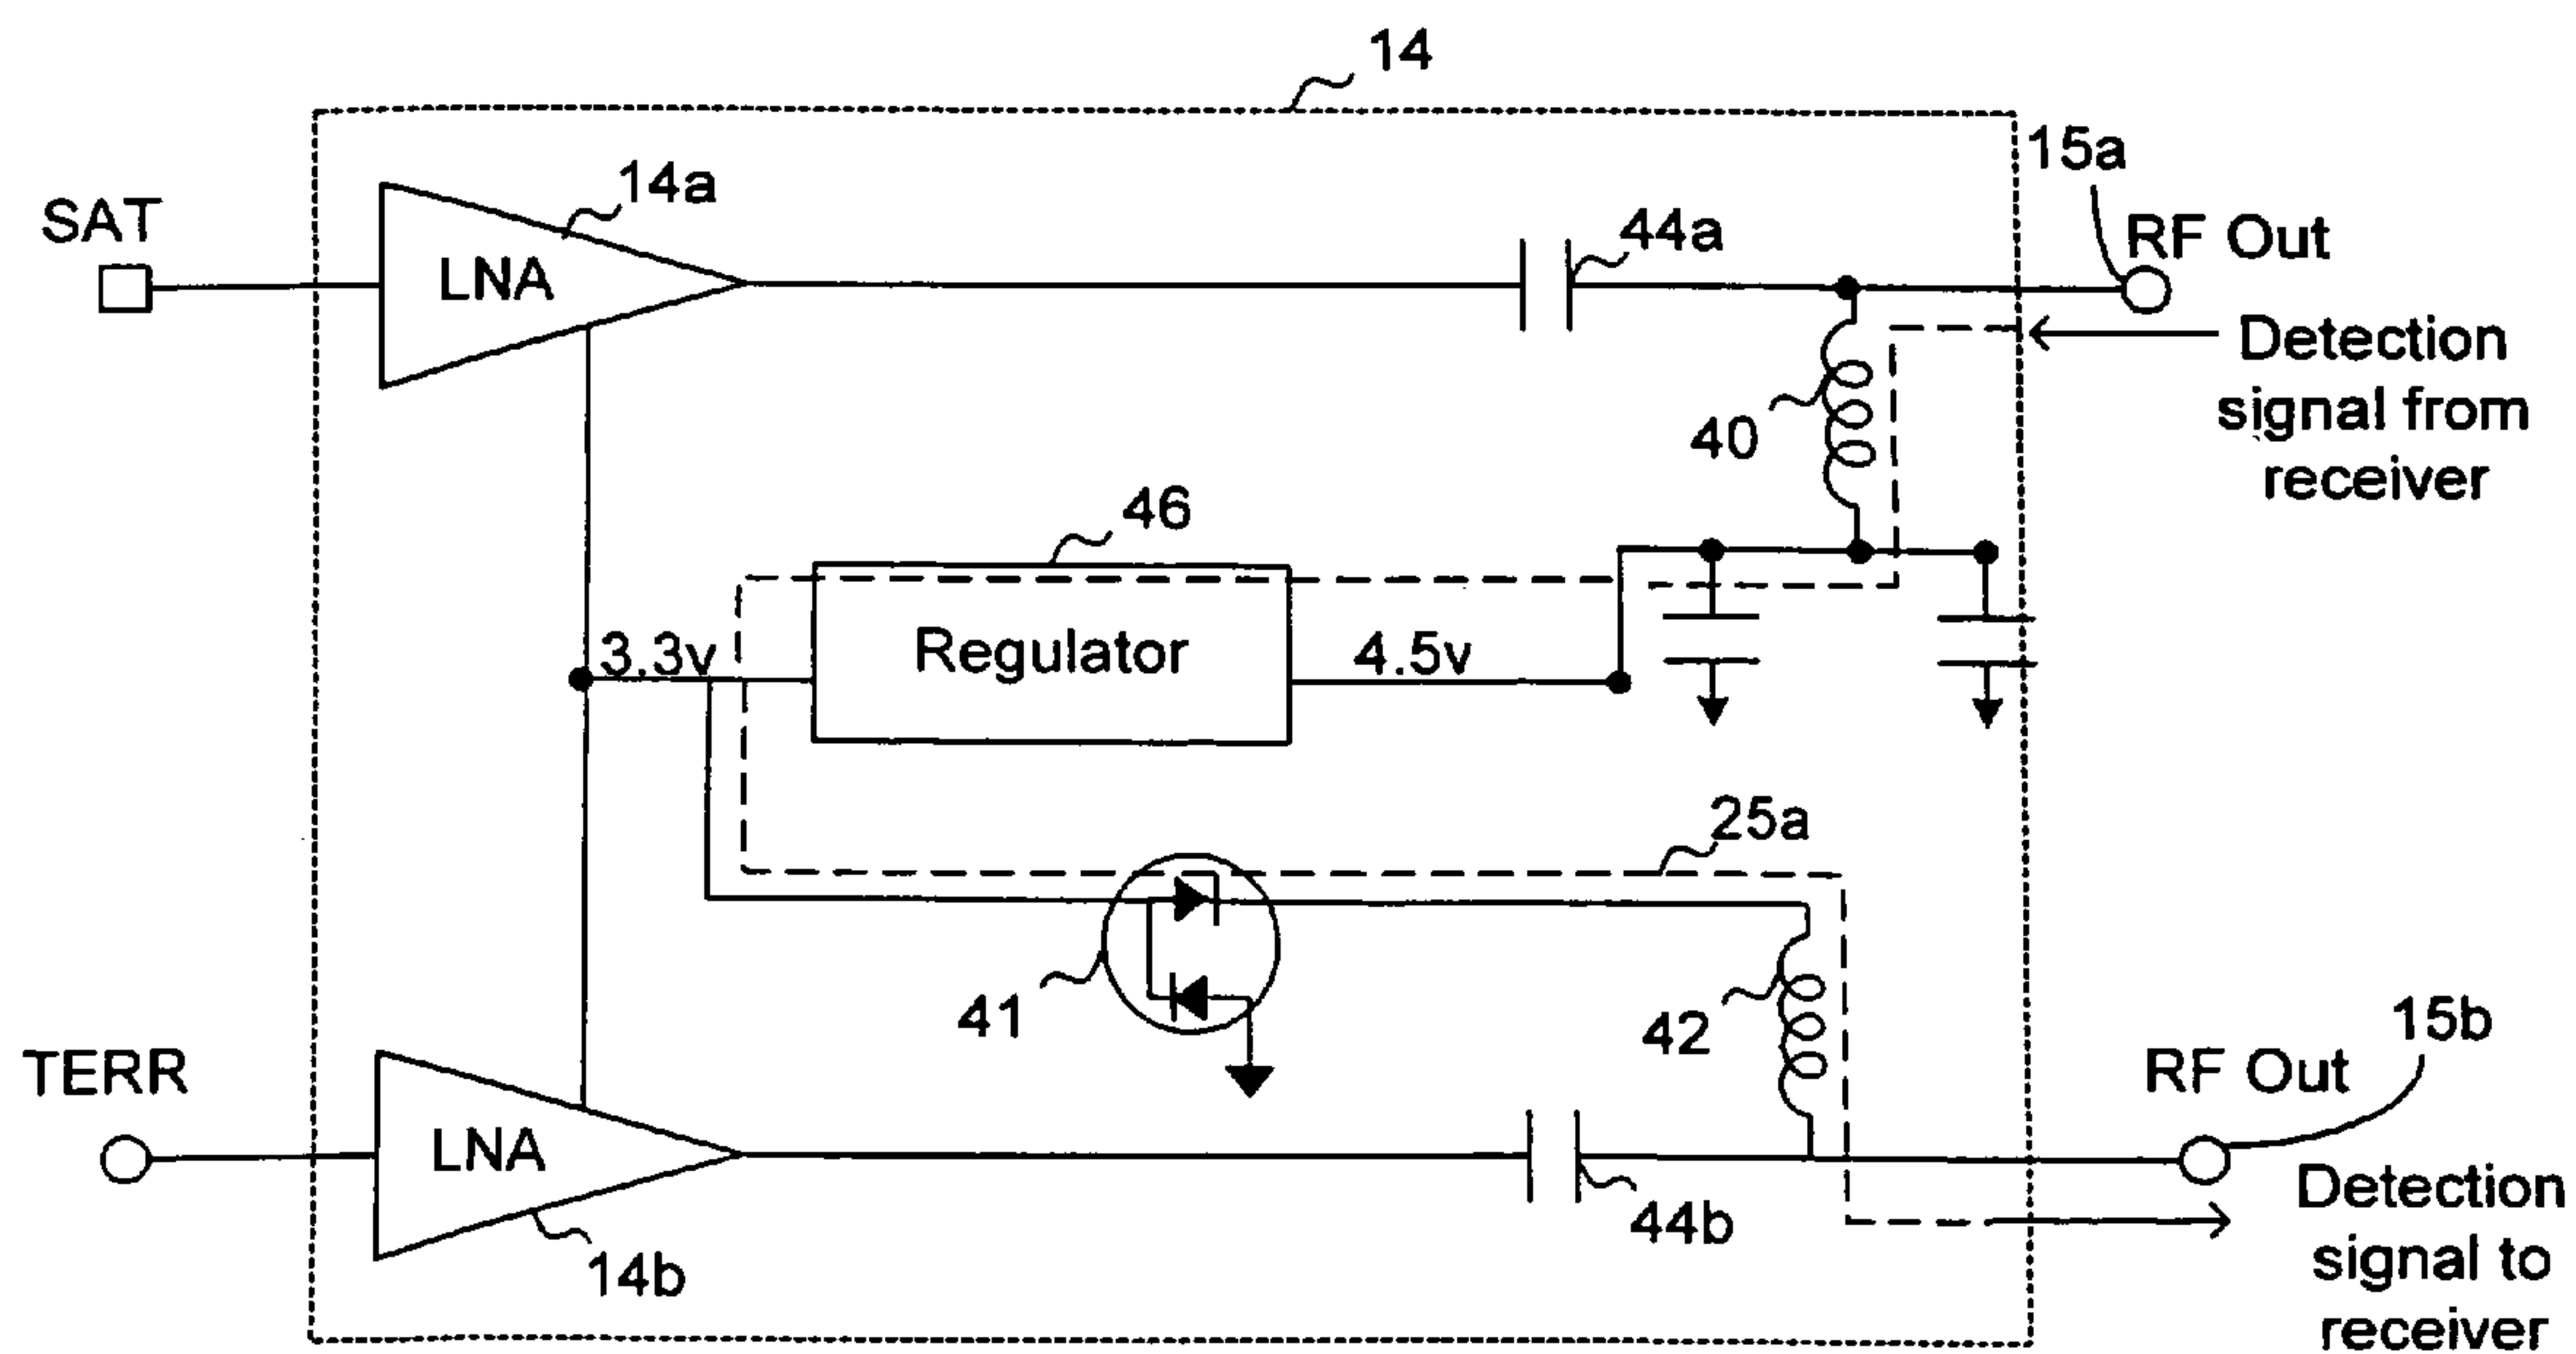 14
15a
14a
SAT
44a
RF Out
LNA
Detection
signal from
receiver
40
46
3.3v
Regulator
4.5v
25a
41
42
15b
TERR
RF Out
LNA
44b
Detection
signal to
receiver
14b